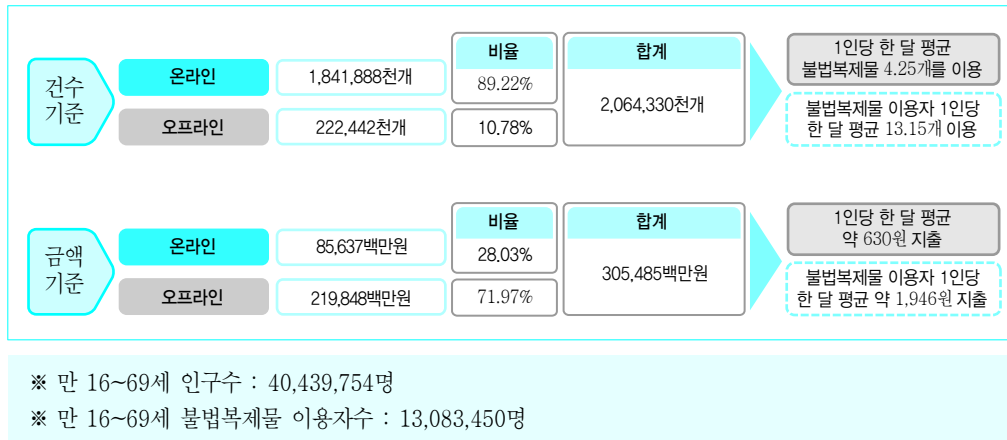 건수
기준
온라인
1,841,888천개
오프라인
222,442천개
비율
89.22%
10.78%
합계
2,064,330천개
1인당 한 달 평균
불법복제물 4.25개를 이용
불법복제물 이용자 1인당
한 달 평균 13.15개 이용
금액
기준
온라인
85,637백만원
오프라인
219,848백만원
비율
28.03%
71.97%
합계
305,485백만원
1인당 한 달 평균
약 630원 지출
불법복제물 이용자 1인당
한 달 평균 약 1,946원 지출
※ 만 16~69세 인구수 : 40,439,754명
※ 만 16~69세 불법복제물 이용자수 : 13,083,450명